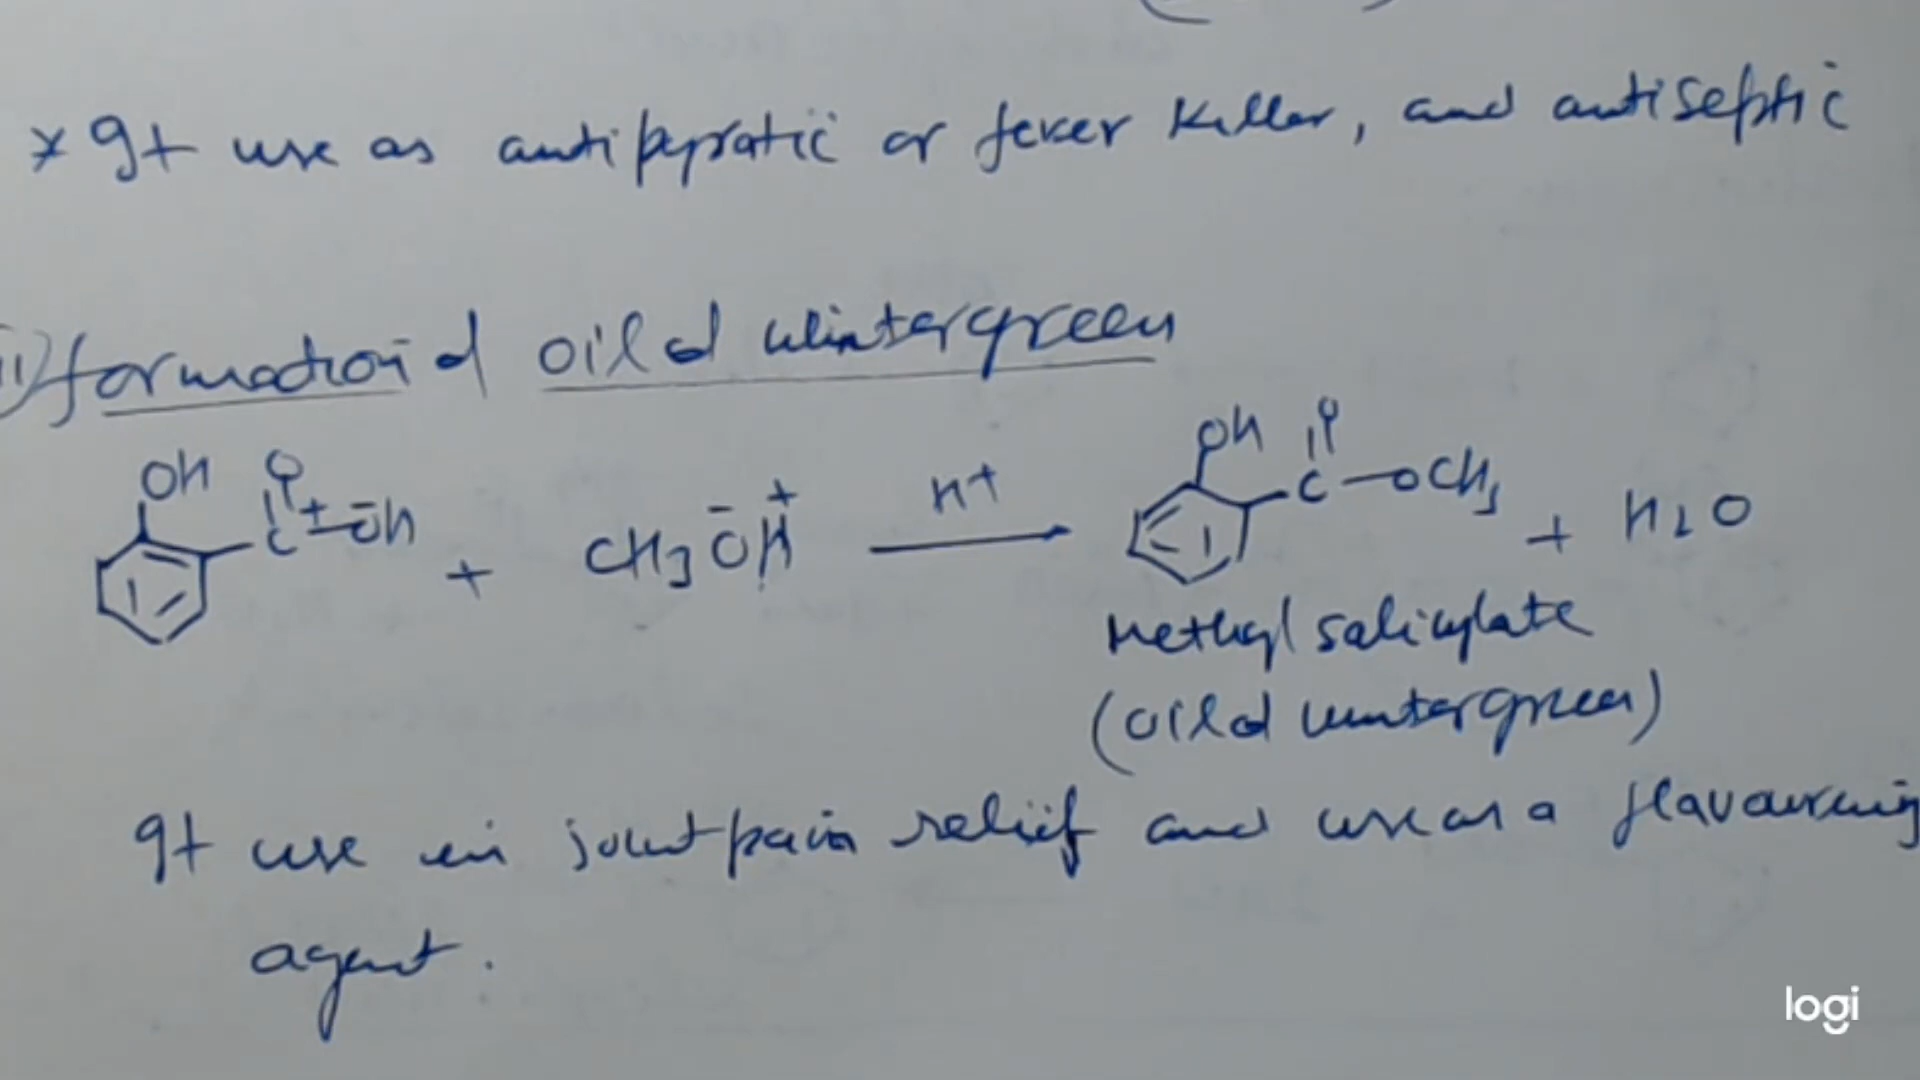 * It use as antipyratic or fever killer, and antiseptic
ii) formation of oil of wintergreen
OH O
C + - OH + CH3 O- H+ H+ → OH O C - OCH3 + H2O
Methyl salicylate
(oil of wintergreen)
It use in joint pain relief and use as a flavouring
agent.
logi